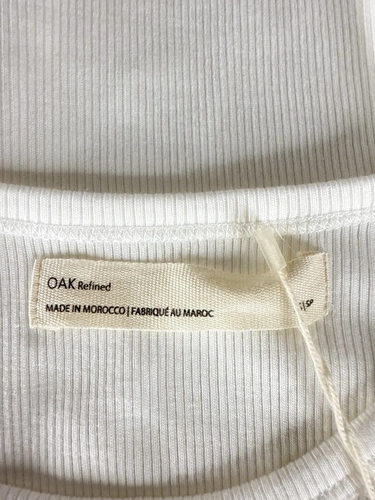 OAK Refined
MADE IN MOROCCO | FABRIQUÉ AU MAROC